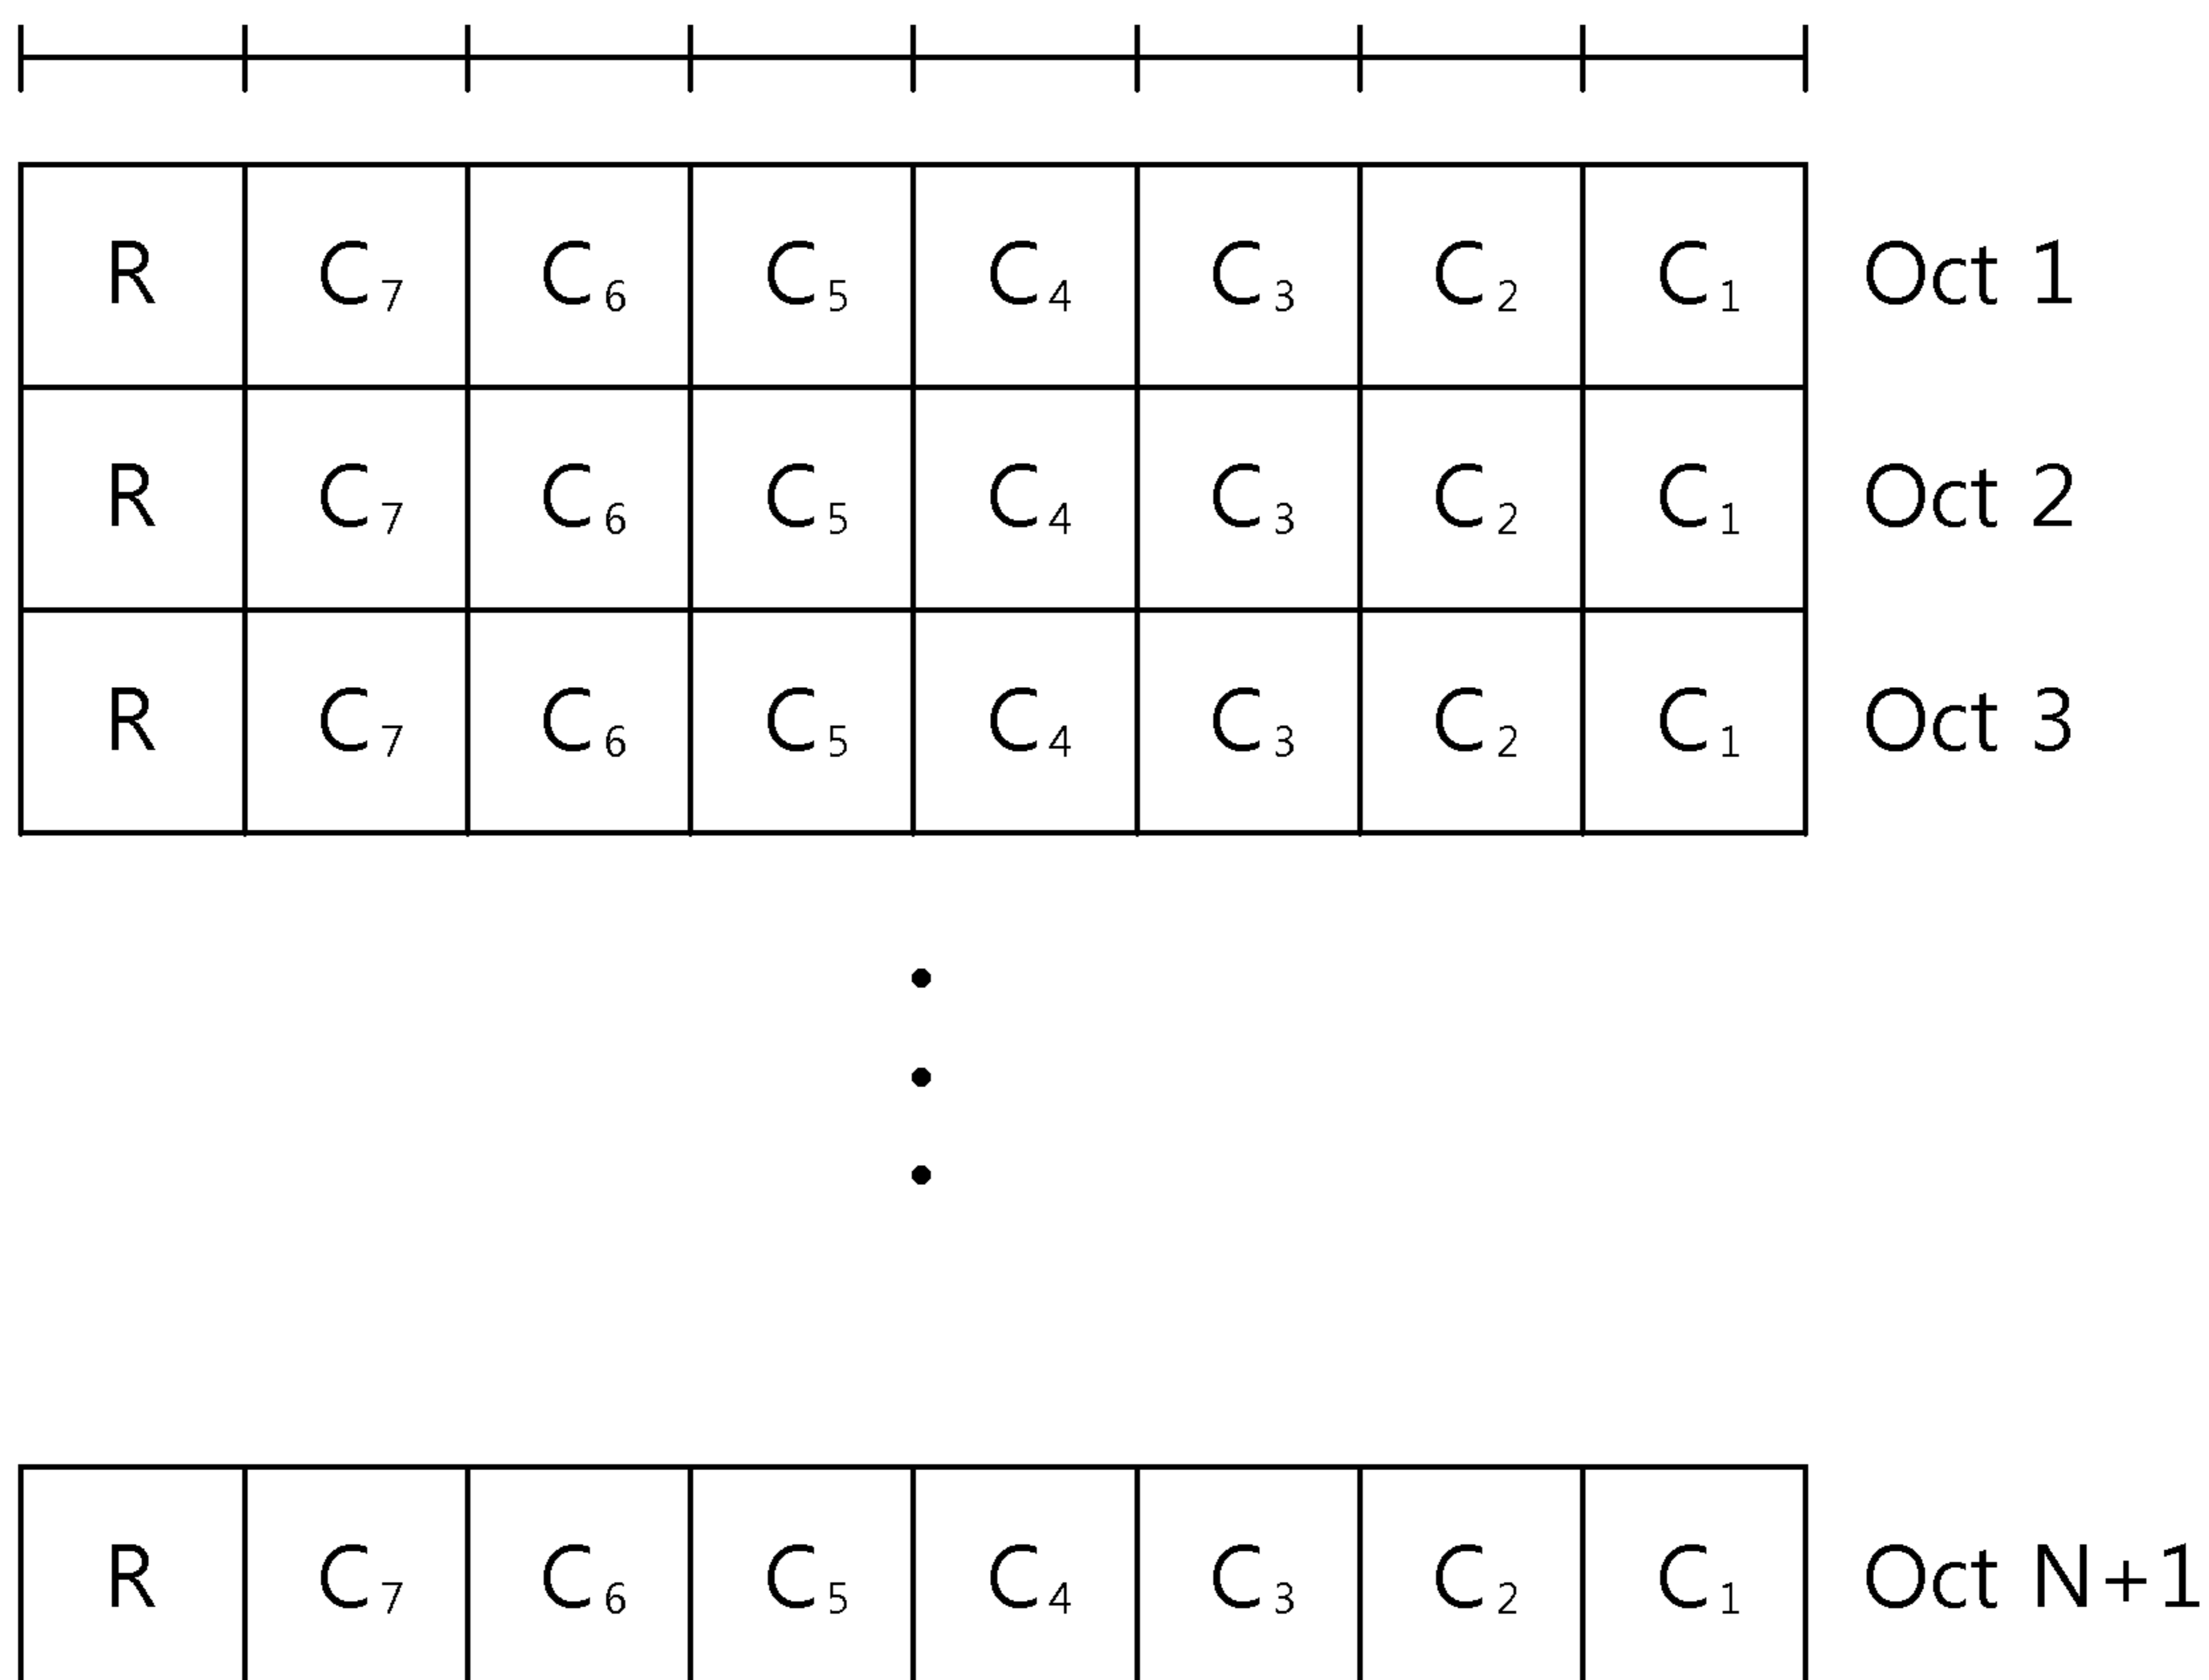 R C₇ C₆ C₅ C₄ C₃ C₂ C₁ Oct 1
R C₇ C₆ C₅ C₄ C₃ C₂ C₁ Oct 2
R C₇ C₆ C₅ C₄ C₃ C₂ C₁ Oct 3
R C₇ C₆ C₅ C₄ C₃ C₂ C₁ Oct N+1